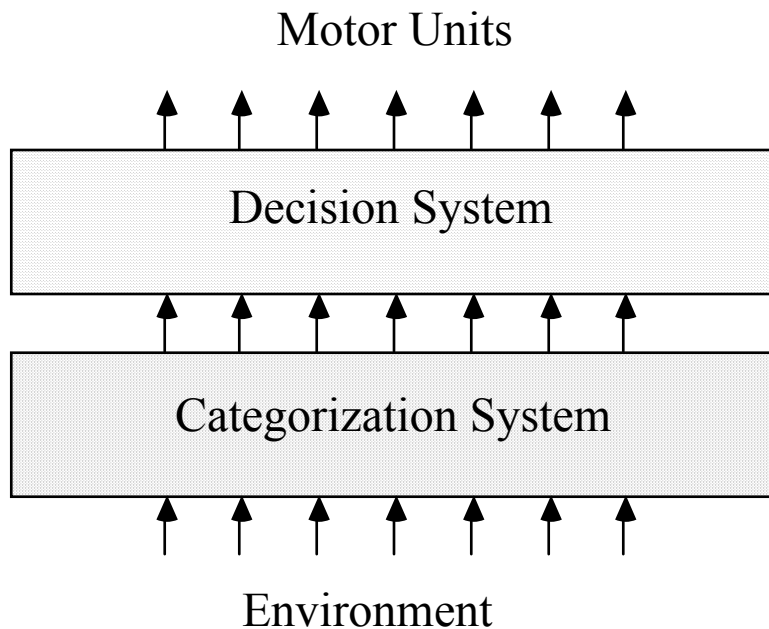 Motor Units
Decision System
Categorization System
Environment